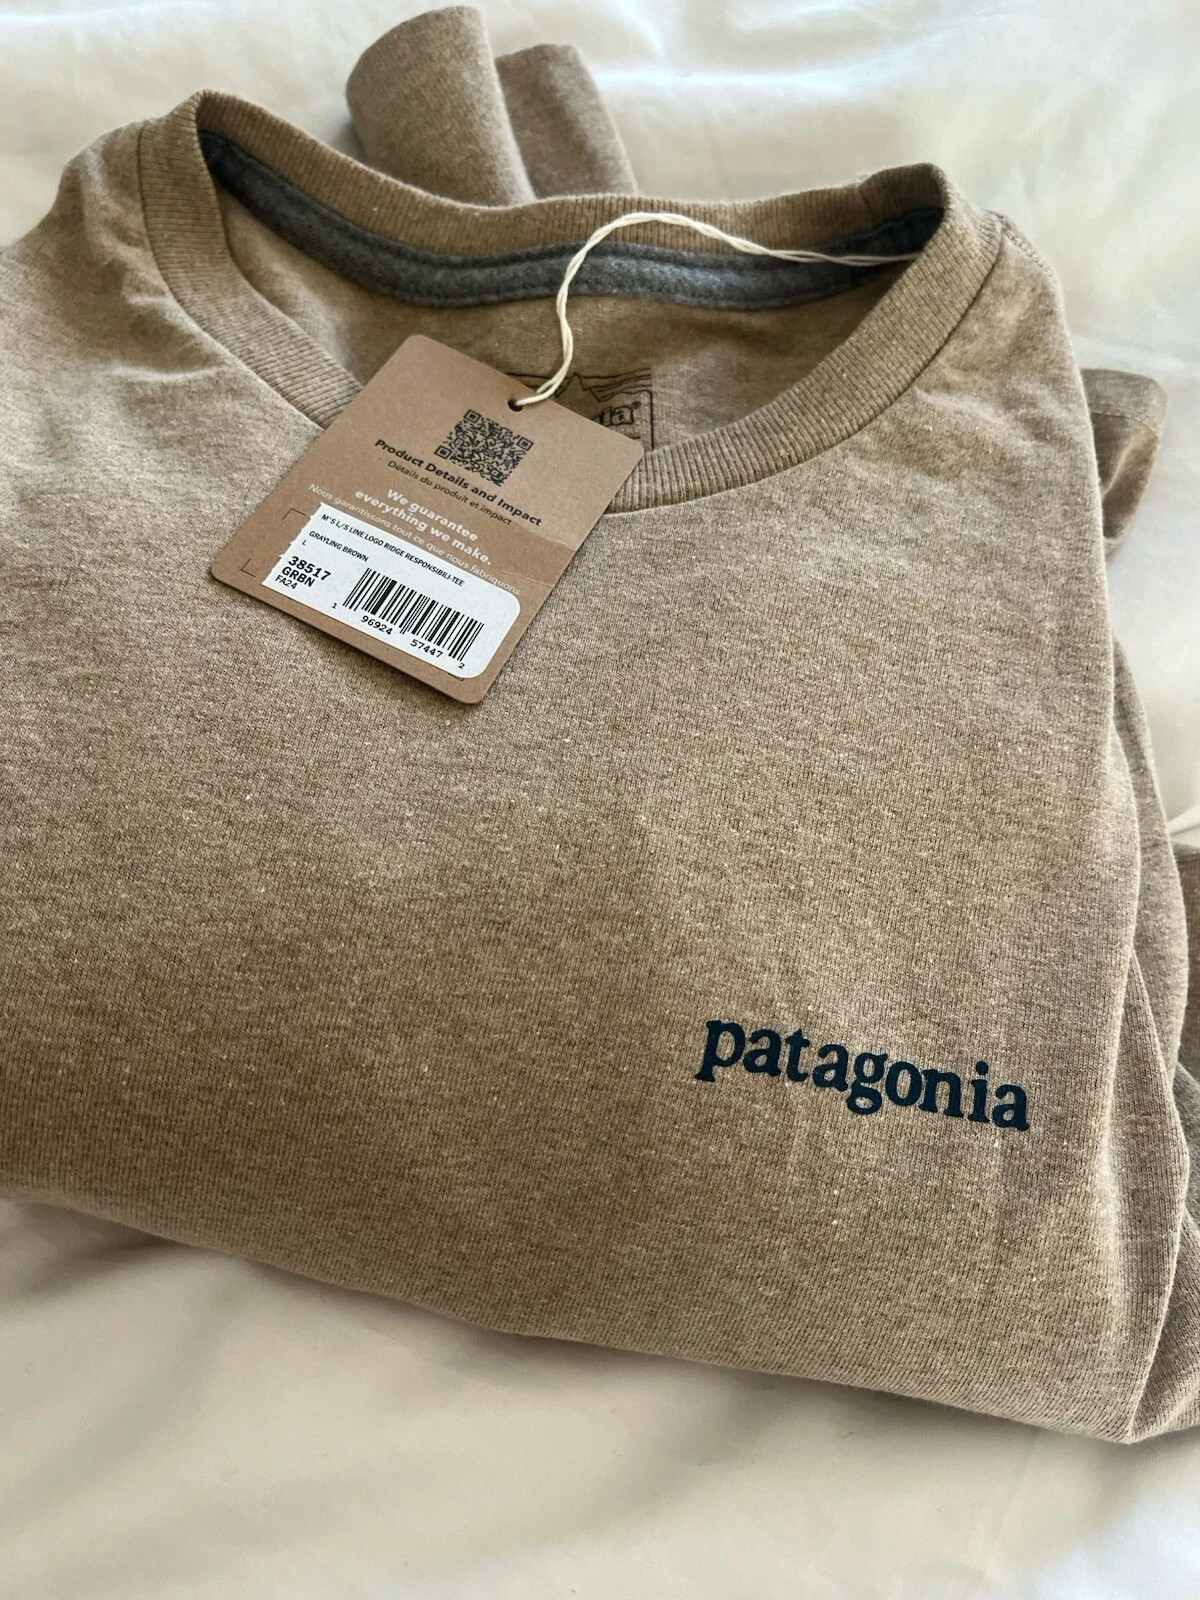 Product Details and Impact
Détails du produit et impact
We guarantee
everything we make.
Nous garantissons tout ce que nous fabriquons.
M'S L/S LINE LOGO RIDGE RESPONSIBILI-TEE
GRAYLING BROWN
L
38517
GRBN
FA24
1 96924 57447 2
patagonia